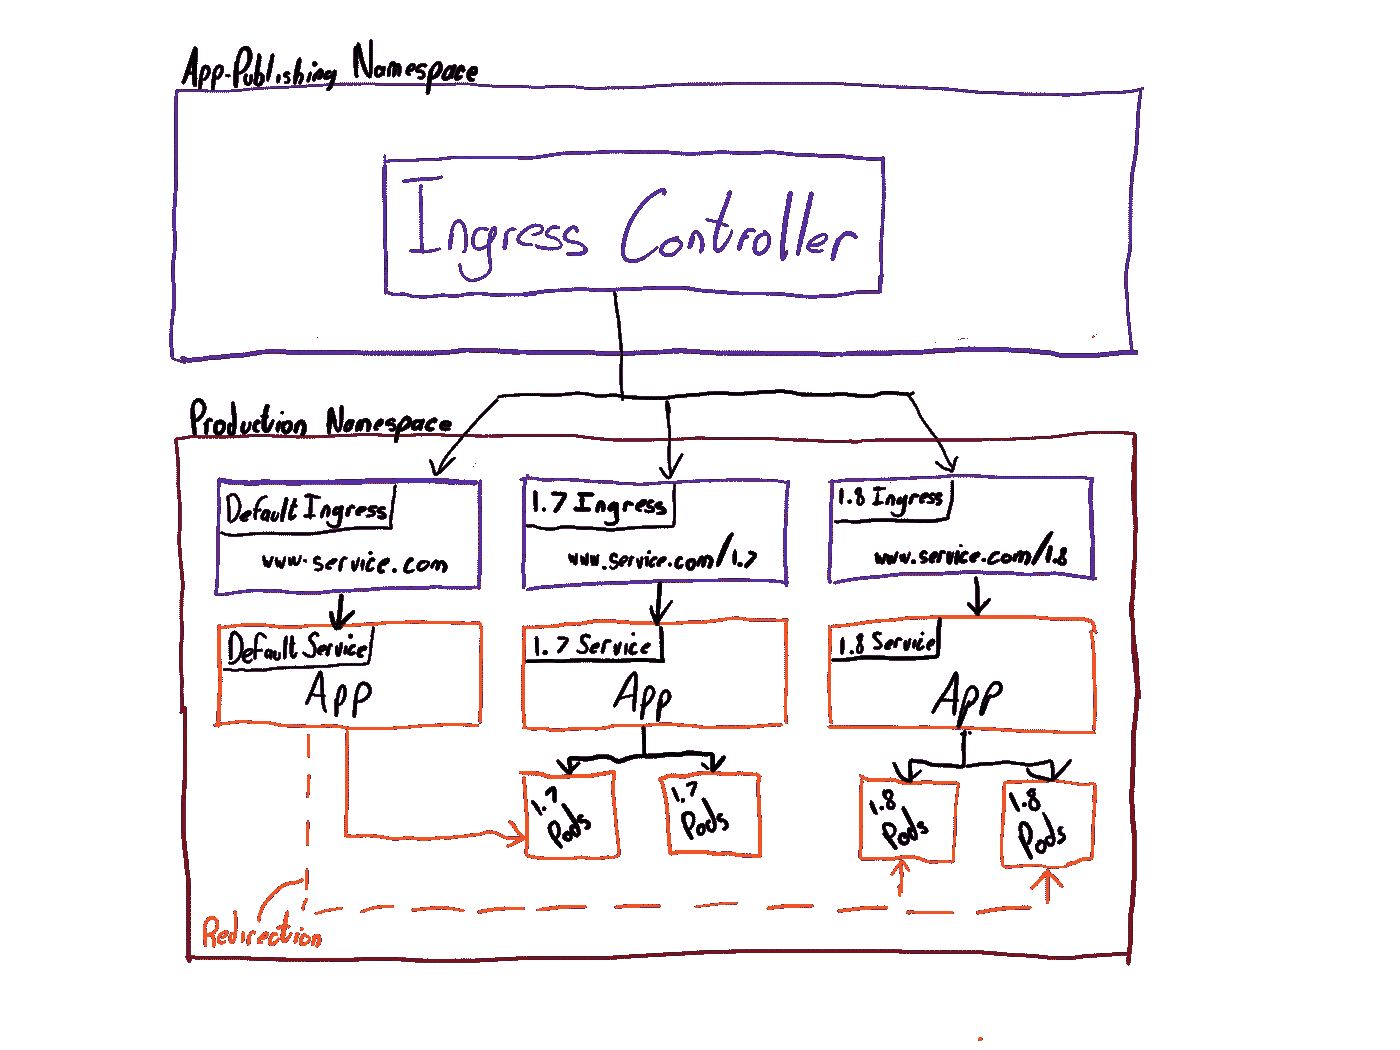 App-Publishing Namespace
Ingress Controller
Production Namespace
Default Ingress
www.service.com
1.7 Ingress
www.service.com/1.7
1.8 Ingress
www.service.com/1.8
Default Service
App
1.7 Service
App
1.8 Service
App
1.7
Pods
1.7
Pods
1.8
Pods
1.8
Pods
Redirection